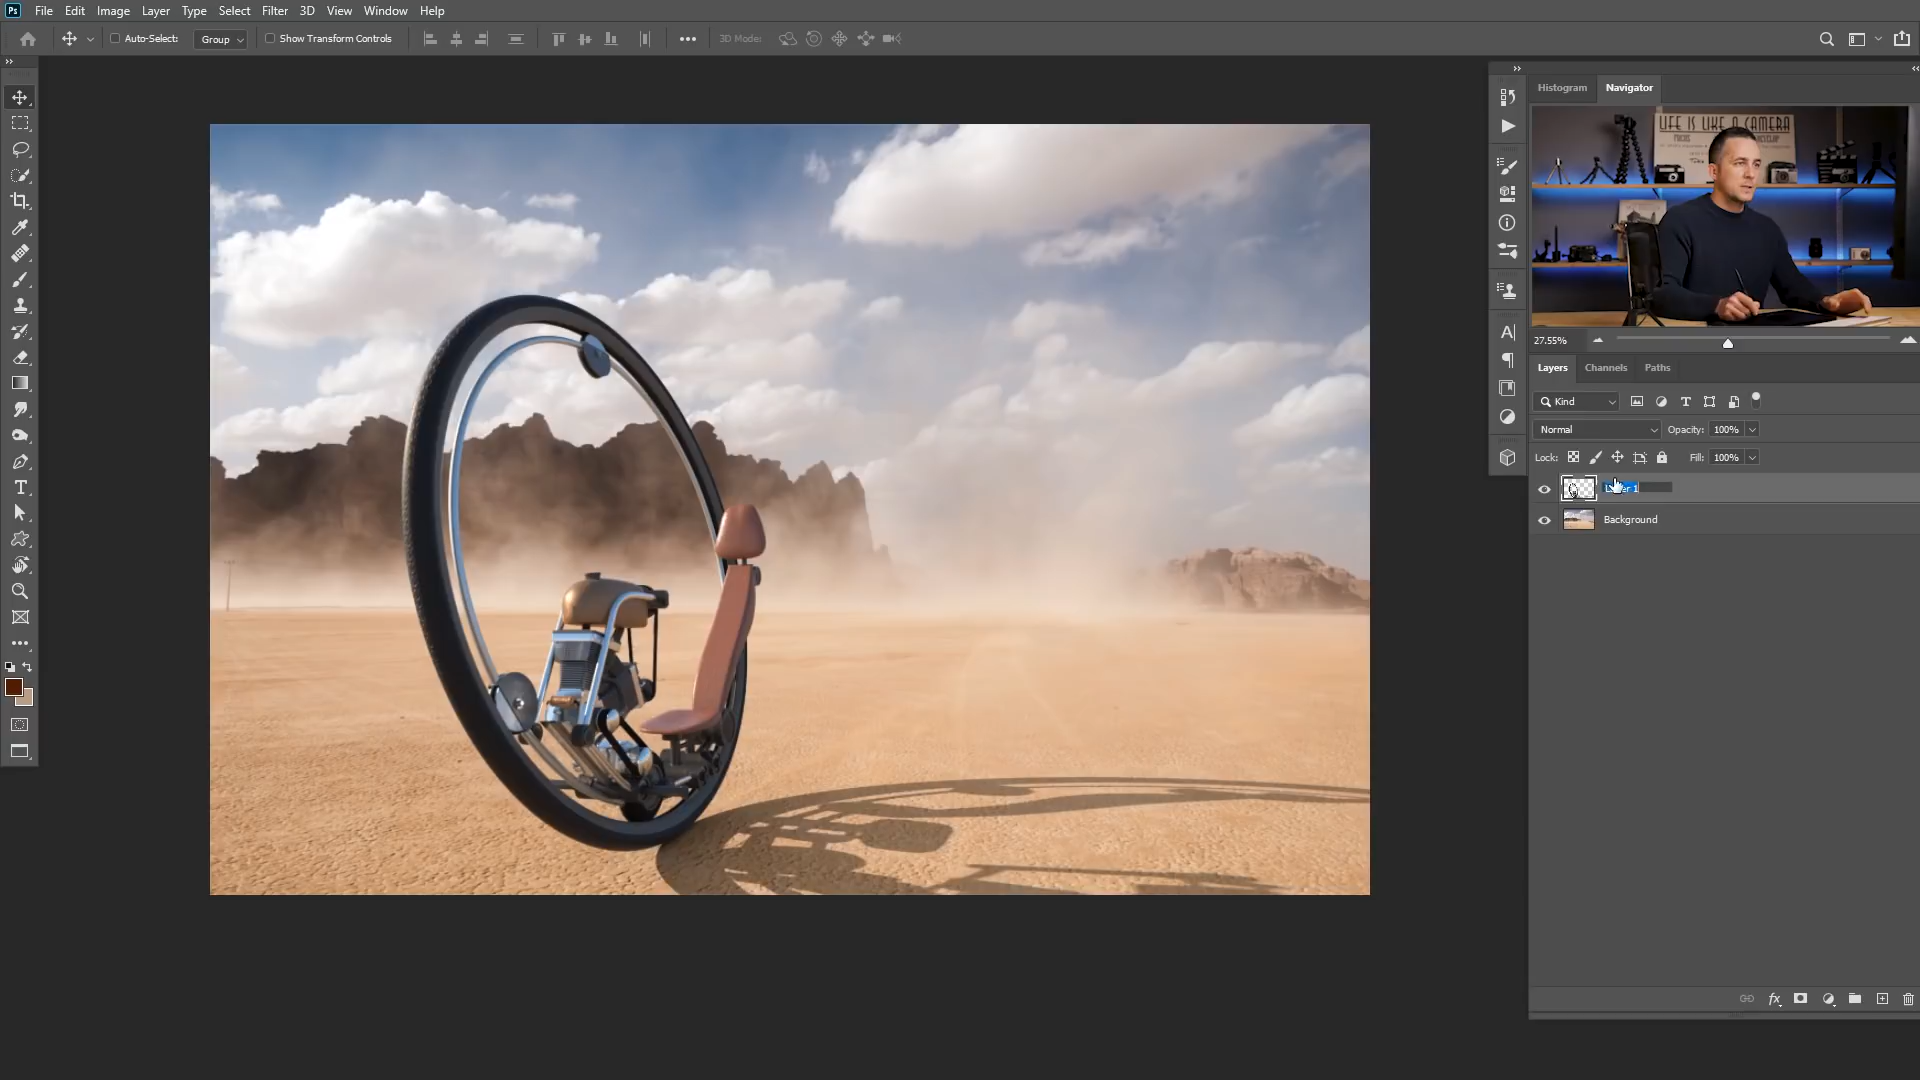 Ps File Edit Image Layer Type Select Filter 3D View Window Help
Auto-Select: Group Show Transform Controls 3D Mode:
Histogram Navigator
LIFE IS LIKE A CAMERA
FOCUS
27.55%
Layers Channels Paths
Kind
Normal Opacity: 100%
Lock: Fill: 100%
Layer 1
Background